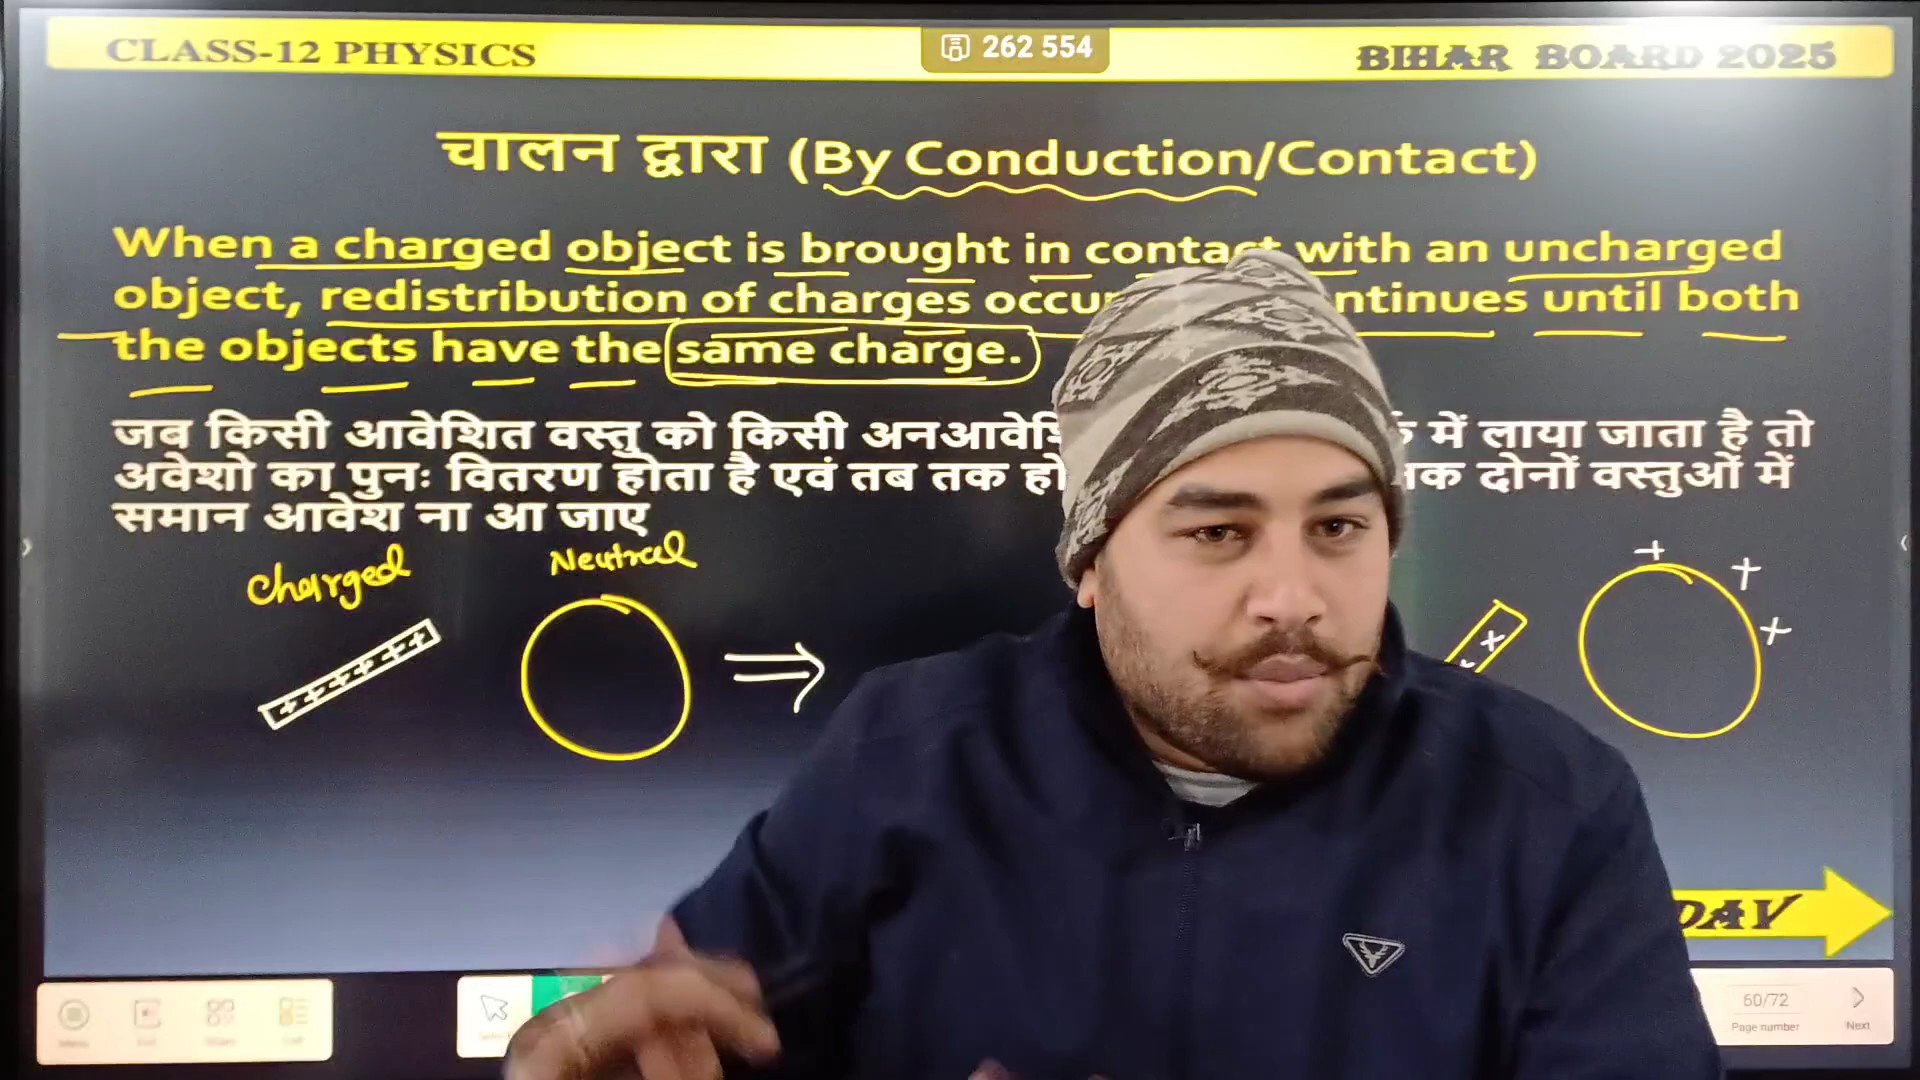 CLASS-12 PHYSICS
262 554
BIHAR BOARD 2025
चालन द्वारा (By Conduction/Contact)
When a charged object is brought in contact with an uncharged
object, redistribution of charges occur ntinues until both
the objects have the same charge.
जब किसी आवेशित वस्तु को किसी अनआवेशि में लाया जाता है तो
अवेशो का पुनः वितरण होता है एवं तब तक हो दोनों वस्तुओं में
समान आवेश ना आ जाए
Charged
Neutral
+ + + + + +
+
+
+
DAV
60/72
Page number
Next